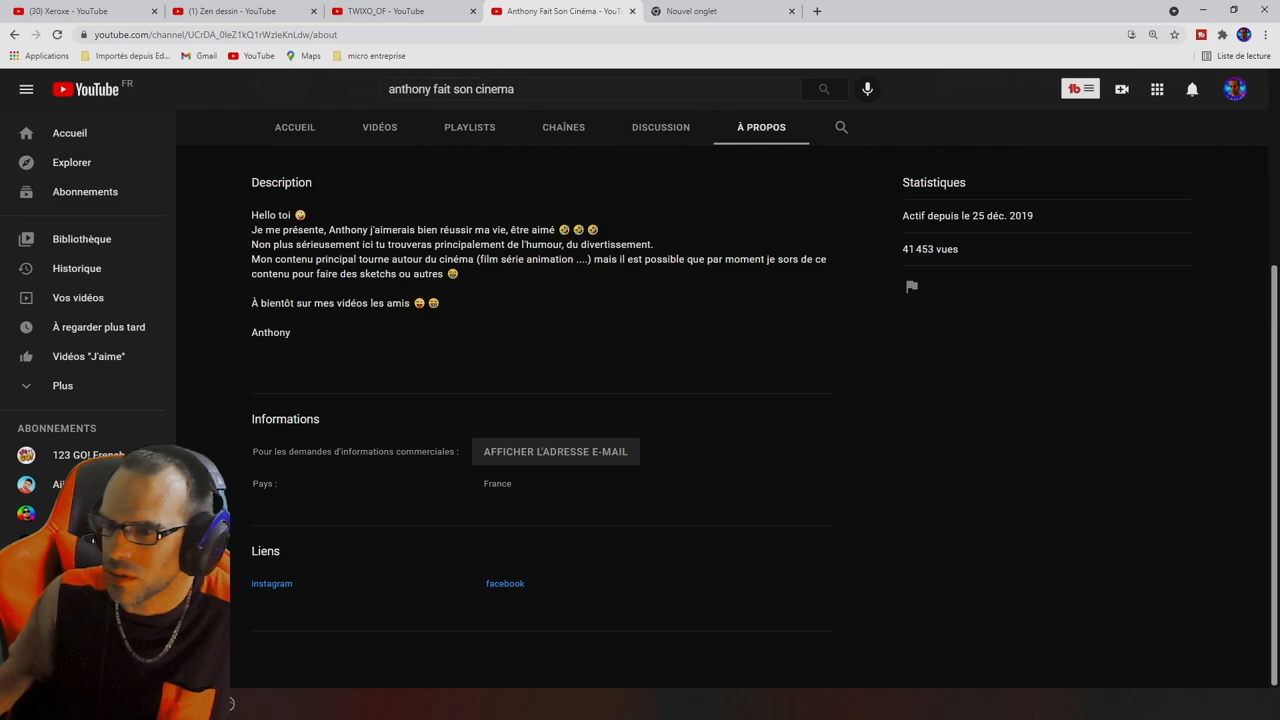 (30) Xeroxe - YouTube
(1) Zen dessin - YouTube
TWIXO_OF - YouTube
Anthony Fait Son Cinéma - YouT
Nouvel onglet
youtube.com/channel/UCrDA_0leZ1kQ1rWzleKnLdw/about
Applications
Importés depuis Ed...
Gmail
YouTube
Maps
micro entreprise
Liste de lecture
YouTube FR
anthony fait son cinema
ACCUEIL
VIDÉOS
PLAYLISTS
CHAÎNES
DISCUSSION
À PROPOS
Accueil
Explorer
Abonnements
Bibliothèque
Historique
Vos vidéos
À regarder plus tard
Vidéos "J'aime"
Plus
ABONNEMENTS
123 GO! French
Description
Hello toi 🤪
Je me présente, Anthony j'aimerais bien réussir ma vie, être aimé 🤣 🤣 🤣
Non plus sérieusement ici tu trouveras principalement de l'humour, du divertissement.
Mon contenu principal tourne autour du cinéma (film série animation ....) mais il est possible que par moment je sors de ce
contenu pour faire des sketchs ou autres 😁
À bientôt sur mes vidéos les amis 😜 😁
Anthony
Informations
Pour les demandes d'informations commerciales :
AFFICHER L'ADRESSE E-MAIL
Pays :
France
Liens
instagram
facebook
Statistiques
Actif depuis le 25 déc. 2019
41 453 vues